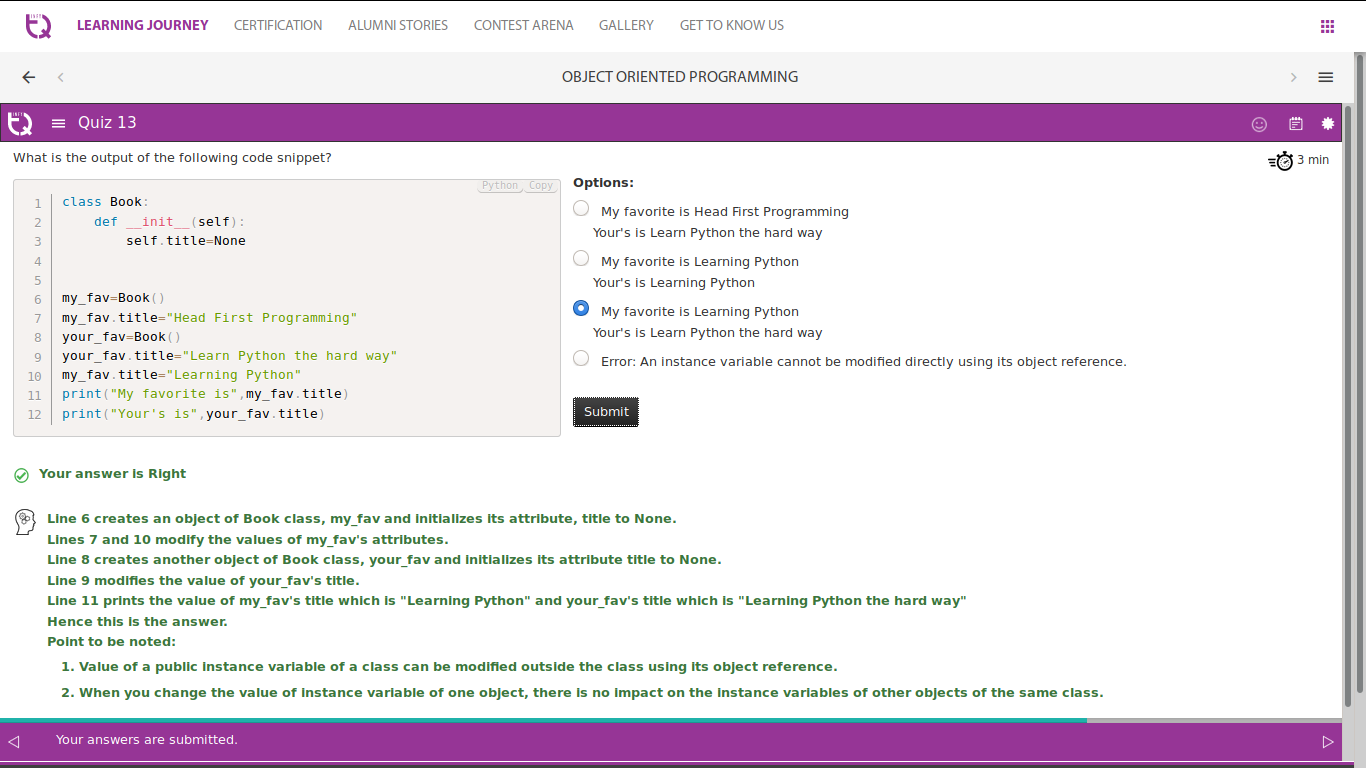 LEARNING JOURNEY CERTIFICATION ALUMNI STORIES CONTEST ARENA GALLERY GET TO KNOW US
OBJECT ORIENTED PROGRAMMING
Quiz 13
What is the output of the following code snippet?
3 min
Python Copy
1 class Book:
2     def __init__(self):
3         self.title=None
4
5
6 my_fav=Book()
7 my_fav.title="Head First Programming"
8 your_fav=Book()
9 your_fav.title="Learn Python the hard way"
10 my_fav.title="Learning Python"
11 print("My favorite is",my_fav.title)
12 print("Your's is",your_fav.title)
Options:
My favorite is Head First Programming
Your's is Learn Python the hard way
My favorite is Learning Python
Your's is Learning Python
My favorite is Learning Python
Your's is Learn Python the hard way
Error: An instance variable cannot be modified directly using its object reference.
Submit
Your answer is Right
Line 6 creates an object of Book class, my_fav and initializes its attribute, title to None.
Lines 7 and 10 modify the values of my_fav's attributes.
Line 8 creates another object of Book class, your_fav and initializes its attribute title to None.
Line 9 modifies the value of your_fav's title.
Line 11 prints the value of my_fav's title which is "Learning Python" and your_fav's title which is "Learning Python the hard way"
Hence this is the answer.
Point to be noted:
1. Value of a public instance variable of a class can be modified outside the class using its object reference.
2. When you change the value of instance variable of one object, there is no impact on the instance variables of other objects of the same class.
Your answers are submitted.